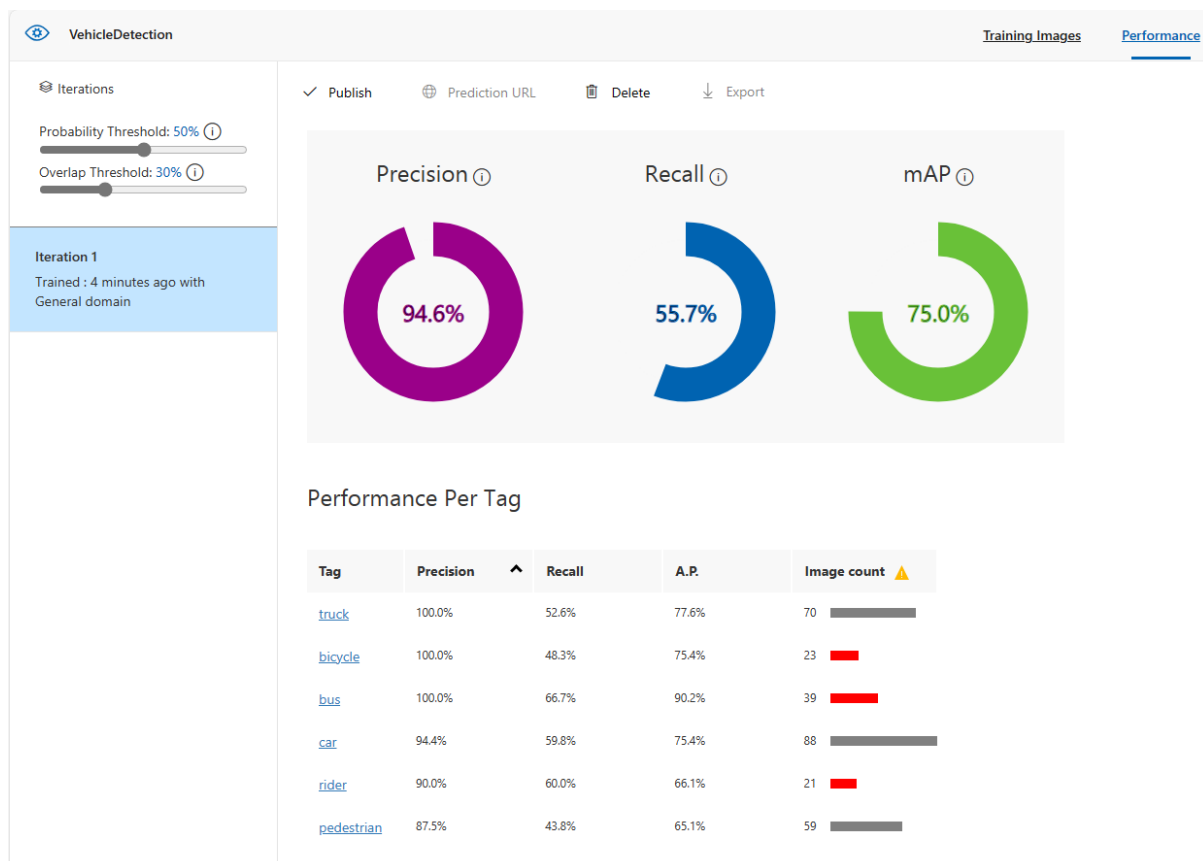 VehicleDetection
Training Images Performance
Iterations
Probability Threshold: 50%
Overlap Threshold: 30%
Iteration 1
Trained : 4 minutes ago with
General domain
Publish Prediction URL Delete Export
Precision Recall mAP
94.6% 55.7% 75.0%
Performance Per Tag
Tag Precision Recall A.P. Image count
truck 100.0% 52.6% 77.6% 70
bicycle 100.0% 48.3% 75.4% 23
bus 100.0% 66.7% 90.2% 39
car 94.4% 59.8% 75.4% 88
rider 90.0% 60.0% 66.1% 21
pedestrian 87.5% 43.8% 65.1% 59